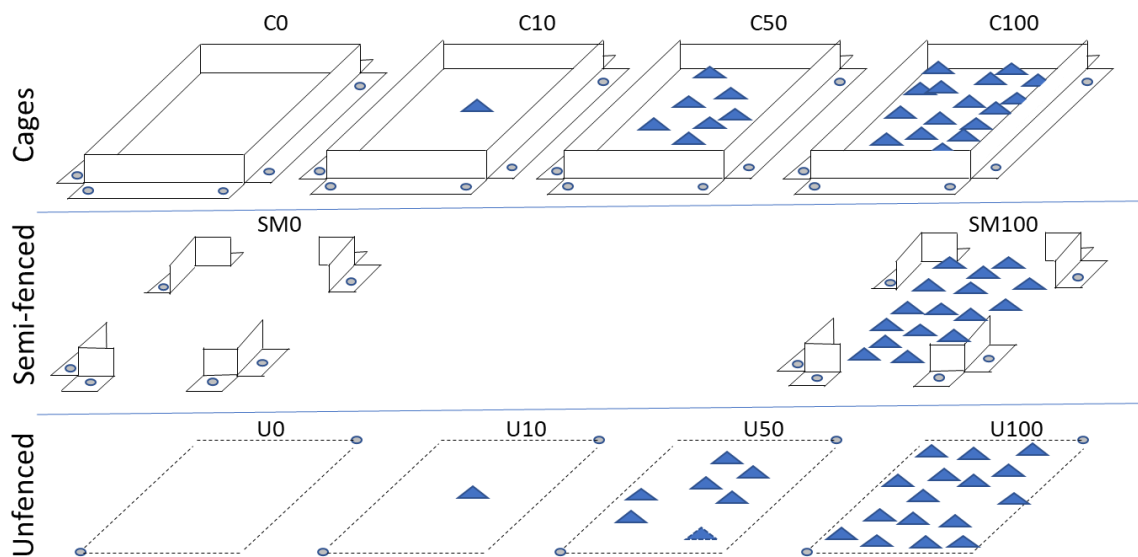 C0 C10 C50 C100
Cages
SM0 SM100
Semi-fenced
U0 U10 U50 U100
Unfenced